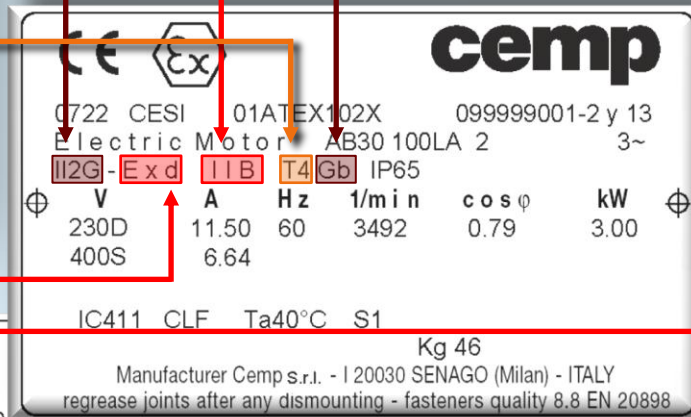 CE Ex cemp
0722 CESI 01ATEX102X 099999001-2 y 13
Electric Motor AB30 100LA 2 3~
II2G - Exd IIB T4 Gb IP65
V A Hz 1/min cosφ kW
230D 11.50 60 3492 0.79 3.00
400S 6.64
IC411 CLF Ta40°C S1
Kg 46
Manufacturer Cemp s.r.l. - I 20030 SENAGO (Milan) - ITALY
regrease joints after any dismounting - fasteners quality 8.8 EN 20898